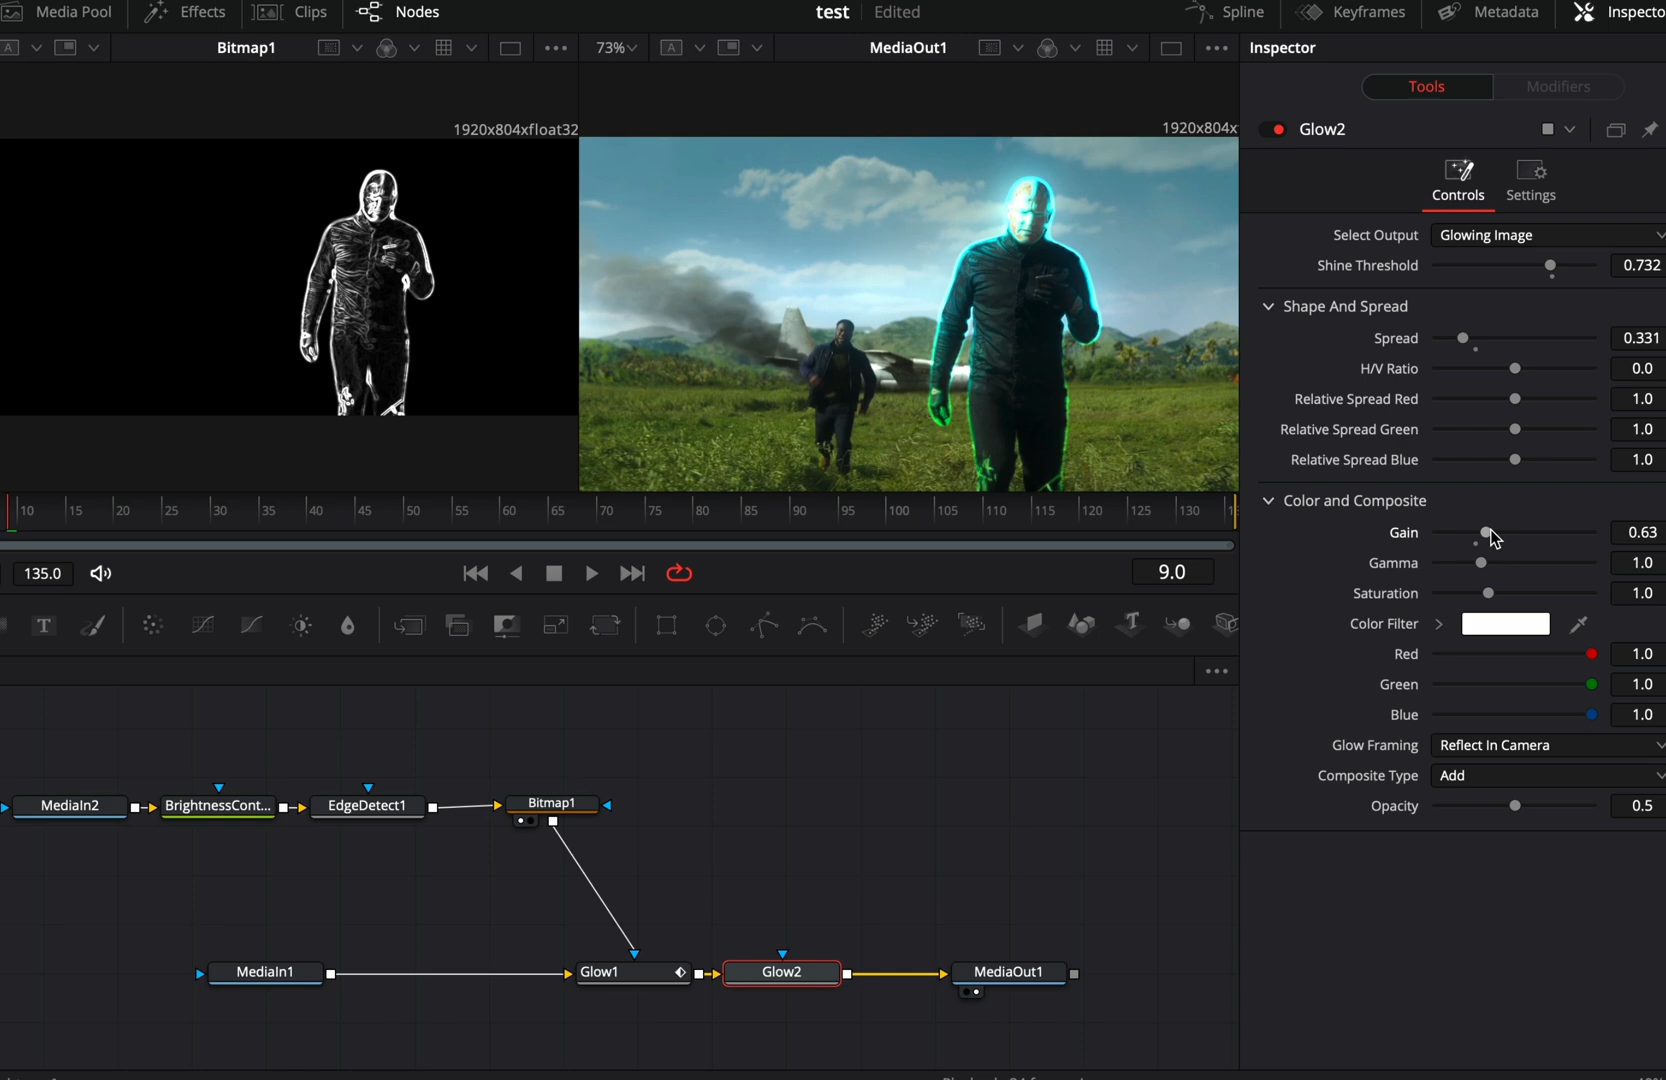 Media Pool
Effects
Clips
Nodes
test
Edited
Spline
Keyframes
Metadata
Inspecto
A
Bitmap1
73%
A
MediaOut1
Inspector
Tools
Modifiers
1920x804xfloat32
1920x804x
Glow2
Controls
Settings
Select Output
Glowing Image
Shine Threshold
0.732
Shape And Spread
Spread
0.331
H/V Ratio
0.0
Relative Spread Red
1.0
Relative Spread Green
1.0
Relative Spread Blue
1.0
Color and Composite
10 15 20 25 30 35 40 45 50 55 60 65 70 75 80 85 90 95 100 105 110 115 120 125 130
Gain
0.63
135.0
9.0
Gamma
1.0
Saturation
1.0
T
T
Color Filter
Red
1.0
Green
1.0
Blue
1.0
Glow Framing
Reflect In Camera
Composite Type
Add
Opacity
0.5
MediaIn2
BrightnessCont...
EdgeDetect1
Bitmap1
MediaIn1
Glow1
Glow2
MediaOut1